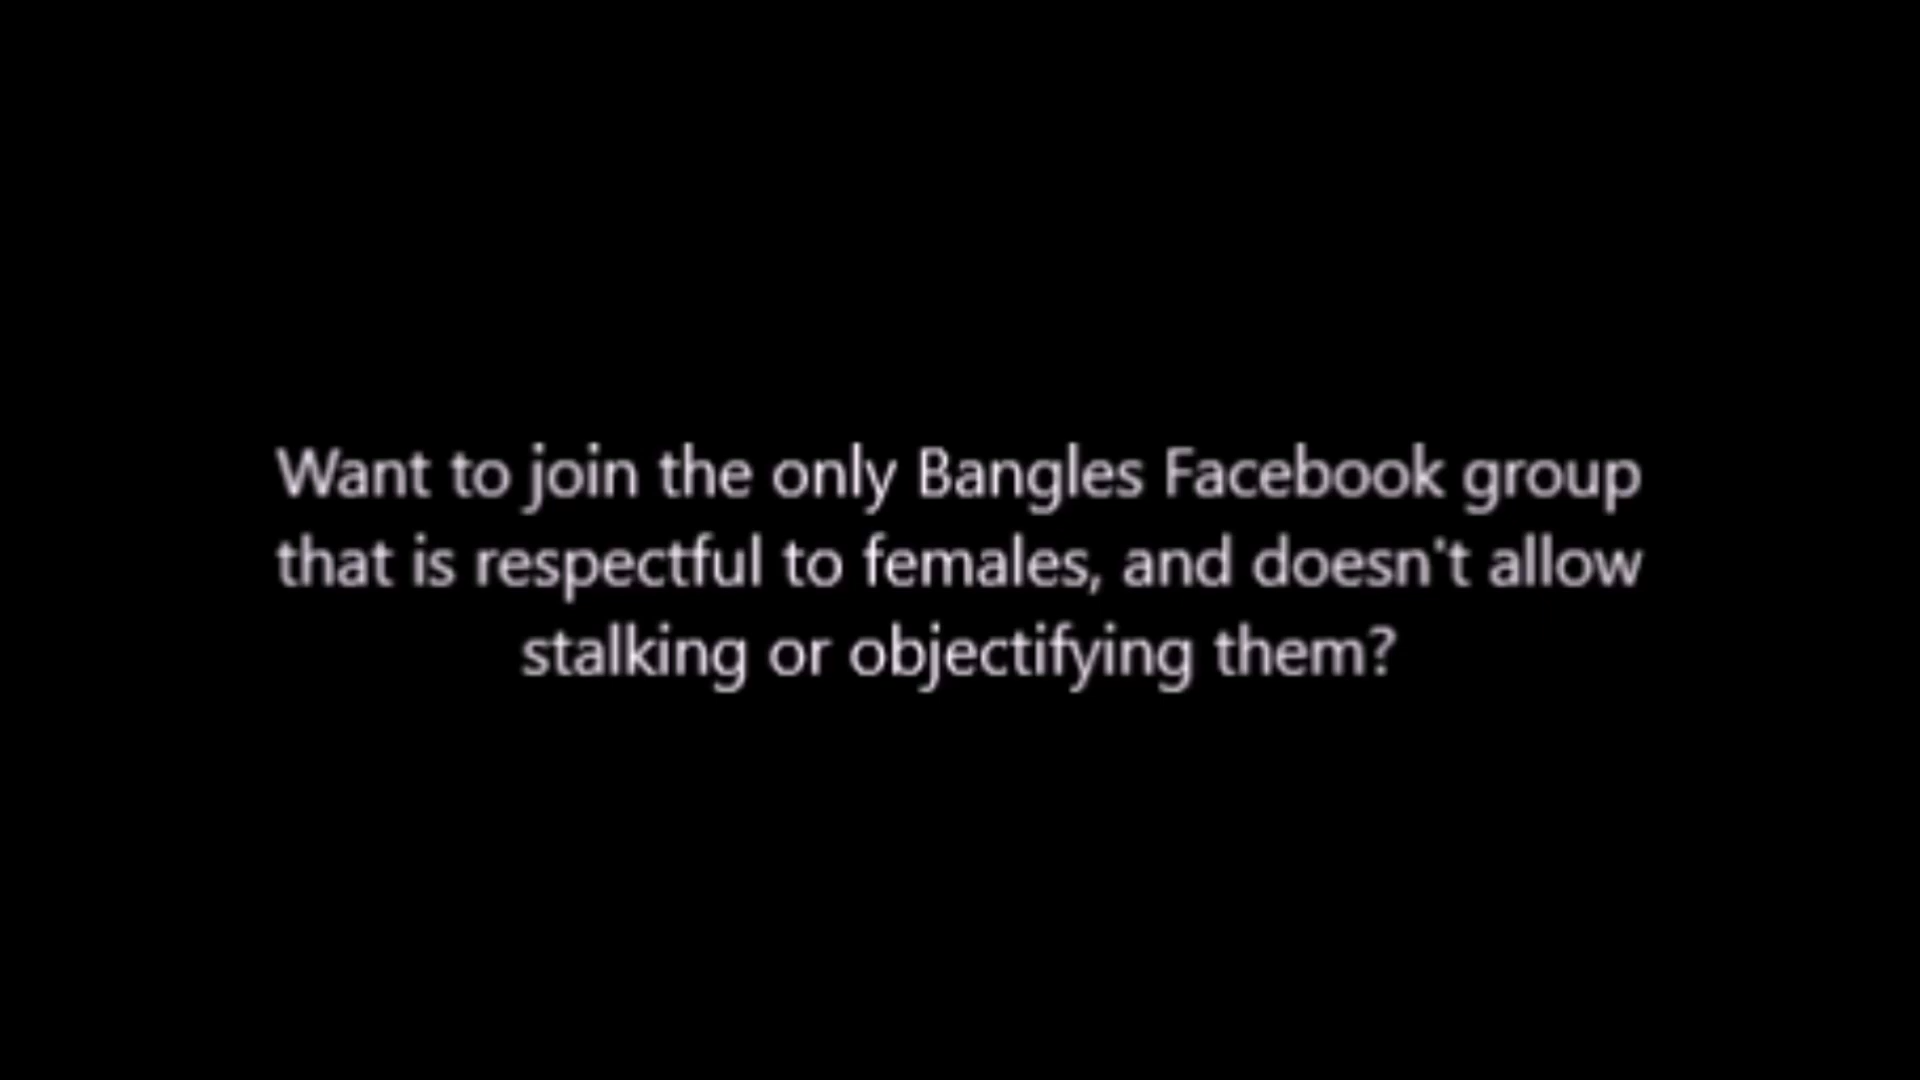 Want to join the only Bangles Facebook group
that is respectful to females, and doesn't allow
stalking or objectifying them?